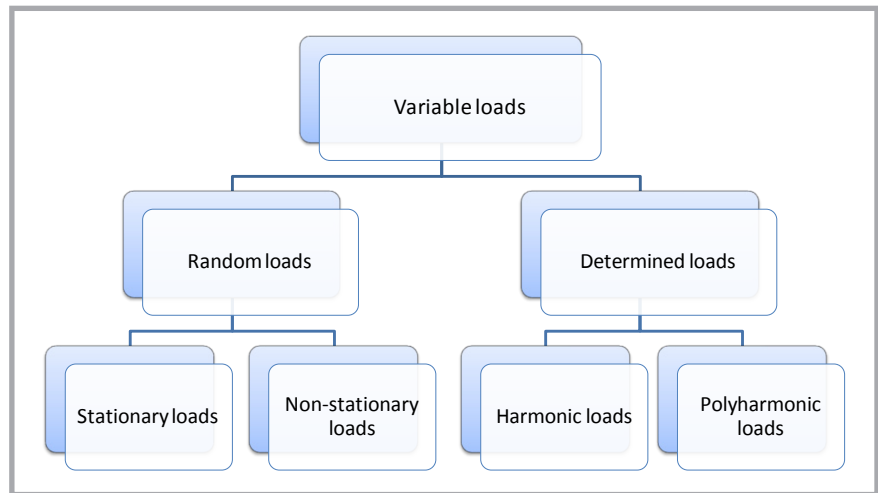 Variable loads
Random loads
Determined loads
Stationary loads
Non-stationary
loads
Harmonic loads
Polyharmonic
loads